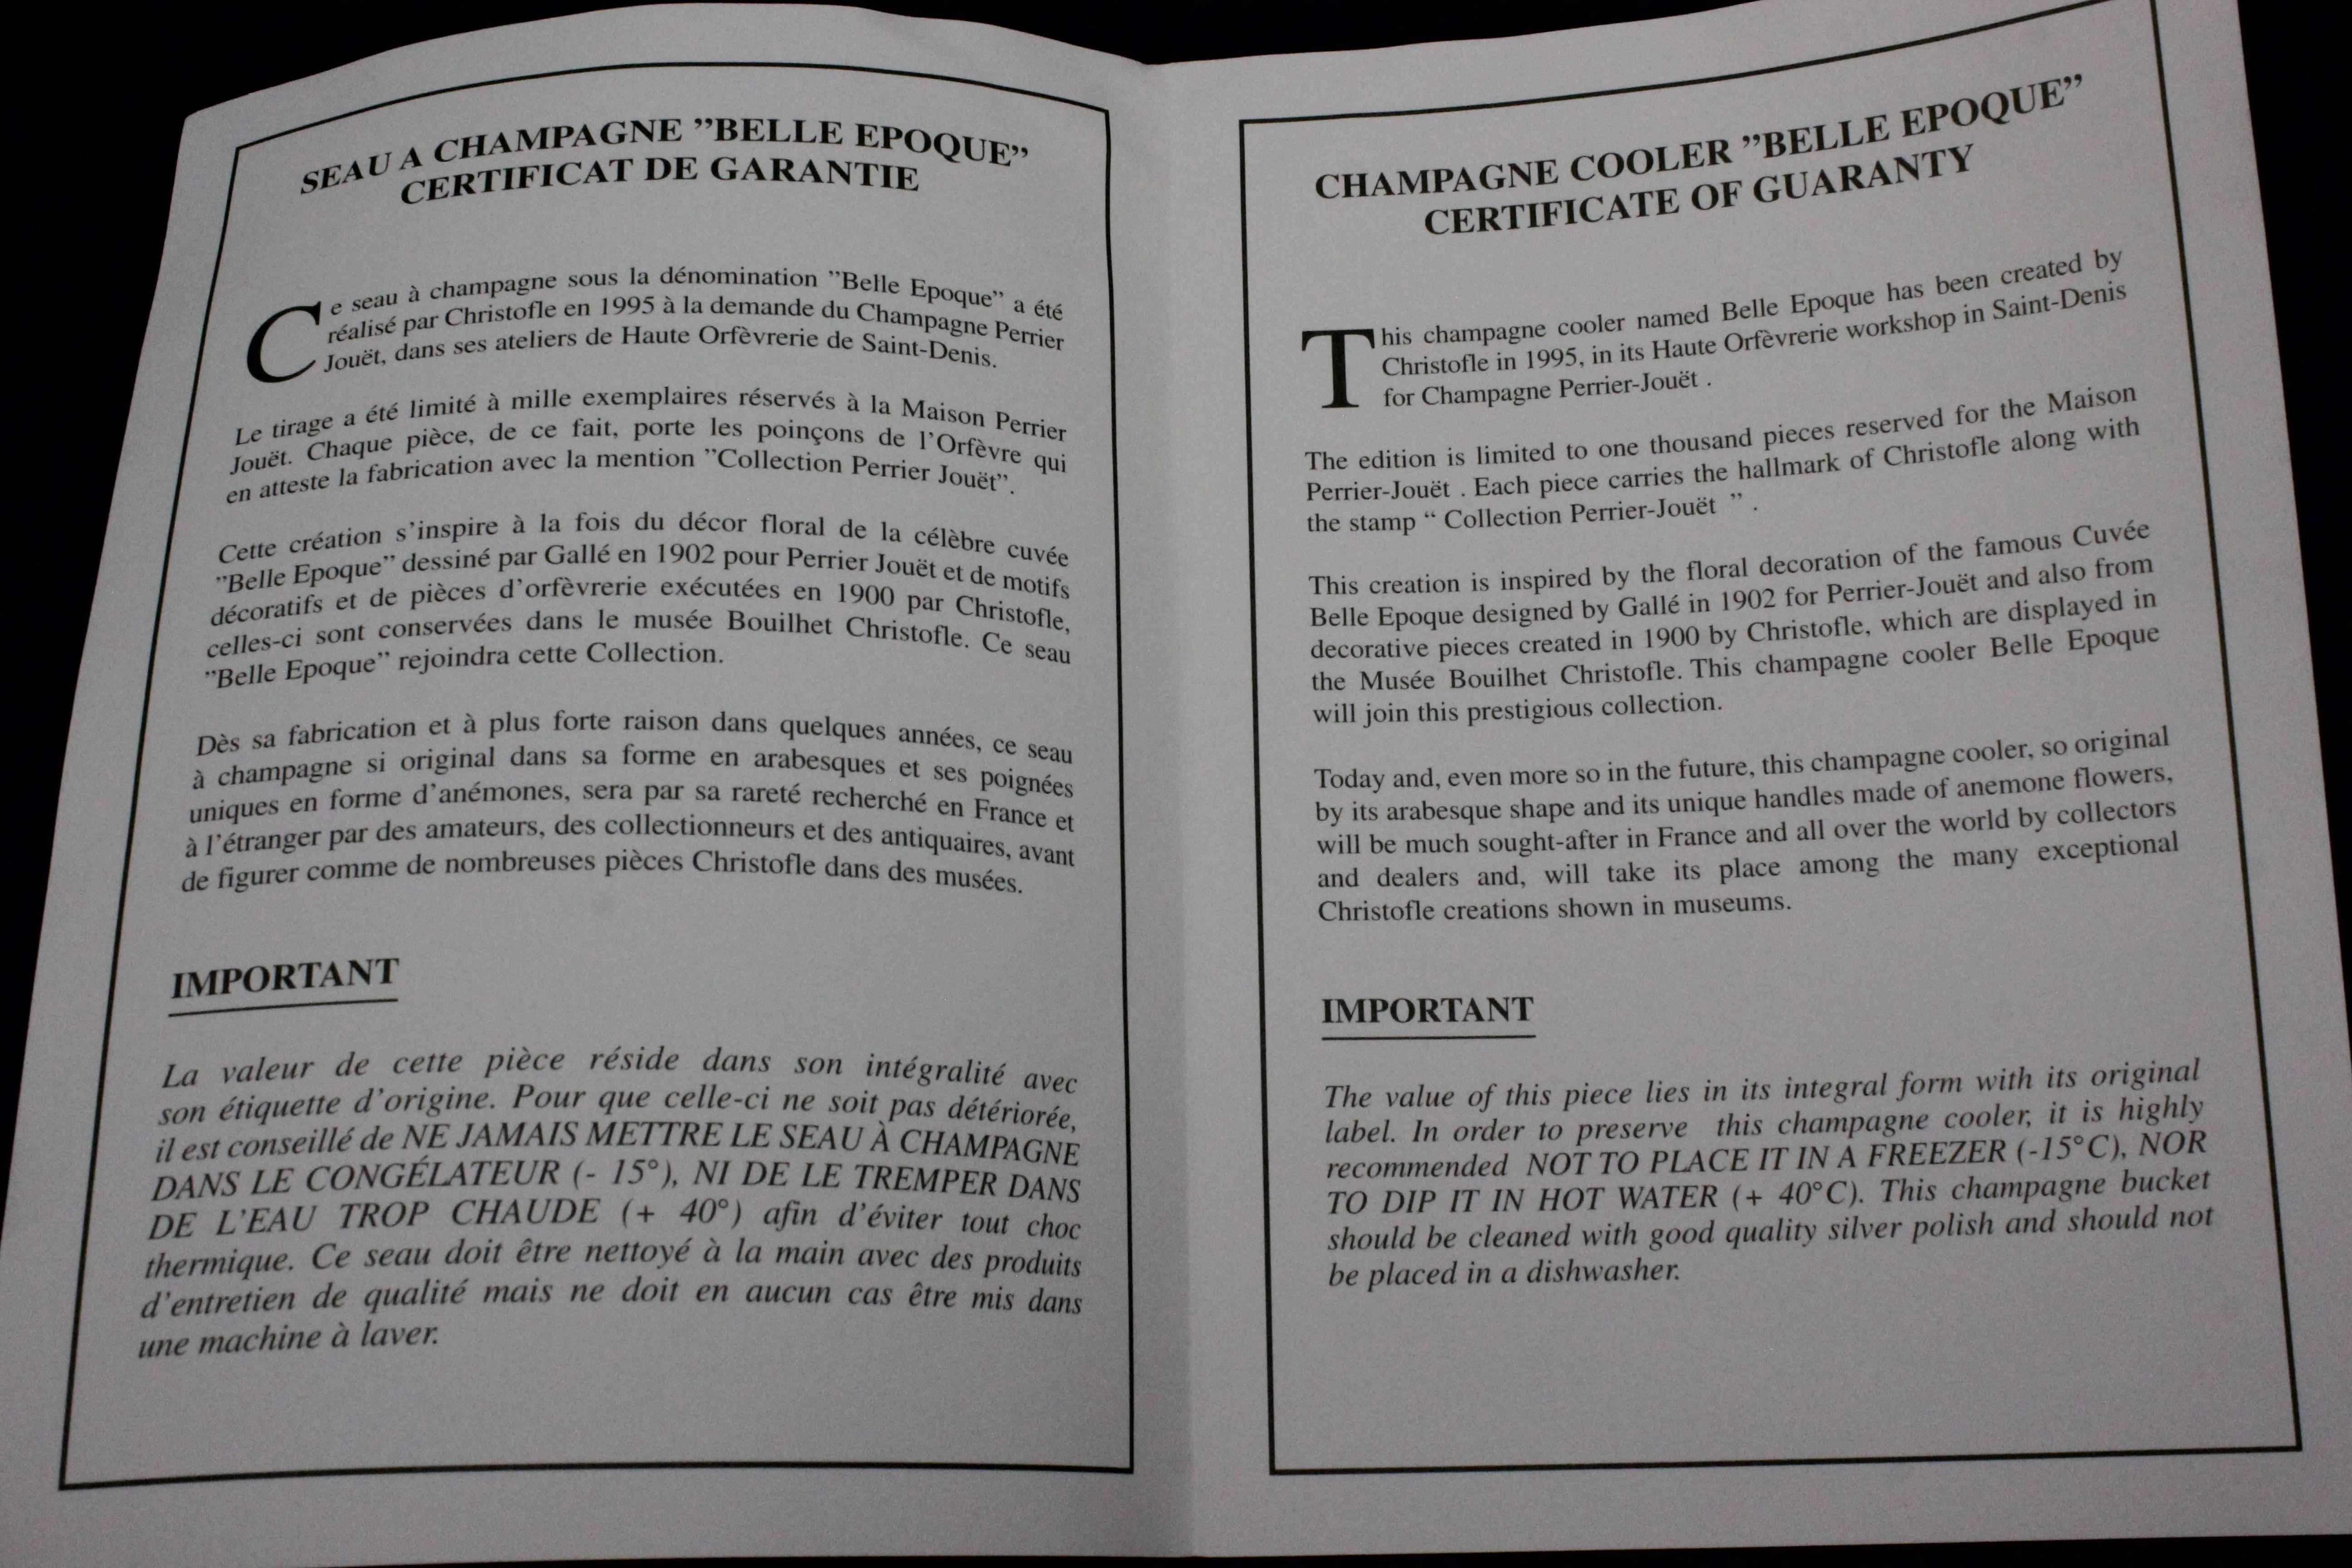 SEAU A CHAMPAGNE ”BELLE EPOQUE”
CERTIFICAT DE GARANTIE
Ce seau à champagne sous la dénomination ”Belle Epoque” a été
réalisé par Christofle en 1995 à la demande du Champagne Perrier
Jouët, dans ses ateliers de Haute Orfèvrerie de Saint-Denis.
Le tirage a été limité à mille exemplaires réservés à la Maison Perrier
Jouët. Chaque pièce, de ce fait, porte les poinçons de l’Orfèvre qui
en atteste la fabrication avec la mention ”Collection Perrier Jouët”.
Cette création s’inspire à la fois du décor floral de la célèbre cuvée
”Belle Epoque” dessiné par Gallé en 1902 pour Perrier Jouët et de motifs
décoratifs et de pièces d’orfèvrerie exécutées en 1900 par Christofle,
celles-ci sont conservées dans le musée Bouilhet Christofle. Ce seau
”Belle Epoque” rejoindra cette Collection.
Dès sa fabrication et à plus forte raison dans quelques années, ce seau
à champagne si original dans sa forme en arabesques et ses poignées
uniques en forme d’anémones, sera par sa rareté recherché en France et
à l’étranger par des amateurs, des collectionneurs et des antiquaires, avant
de figurer comme de nombreuses pièces Christofle dans des musées.
IMPORTANT
La valeur de cette pièce réside dans son intégralité avec
son étiquette d’origine. Pour que celle-ci ne soit pas détériorée,
il est conseillé de NE JAMAIS METTRE LE SEAU À CHAMPAGNE
DANS LE CONGÉLATEUR (- 15°), NI DE LE TREMPER DANS
DE L’EAU TROP CHAUDE (+ 40°) afin d’éviter tout choc
thermique. Ce seau doit être nettoyé à la main avec des produits
d’entretien de qualité mais ne doit en aucun cas être mis dans
une machine à laver.
CHAMPAGNE COOLER ”BELLE EPOQUE”
CERTIFICATE OF GUARANTY
This champagne cooler named Belle Epoque has been created by
Christofle in 1995, in its Haute Orfèvrerie workshop in Saint-Denis
for Champagne Perrier-Jouët .
The edition is limited to one thousand pieces reserved for the Maison
Perrier-Jouët . Each piece carries the hallmark of Christofle along with
the stamp “ Collection Perrier-Jouët ” .
This creation is inspired by the floral decoration of the famous Cuvée
Belle Epoque designed by Gallé in 1902 for Perrier-Jouët and also from
decorative pieces created in 1900 by Christofle, which are displayed in
the Musée Bouilhet Christofle. This champagne cooler Belle Epoque
will join this prestigious collection.
Today and, even more so in the future, this champagne cooler, so original
by its arabesque shape and its unique handles made of anemone flowers,
will be much sought-after in France and all over the world by collectors
and dealers and, will take its place among the many exceptional
Christofle creations shown in museums.
IMPORTANT
The value of this piece lies in its integral form with its original
label. In order to preserve this champagne cooler, it is highly
recommended NOT TO PLACE IT IN A FREEZER (-15°C), NOR
TO DIP IT IN HOT WATER (+ 40°C). This champagne bucket
should be cleaned with good quality silver polish and should not
be placed in a dishwasher.